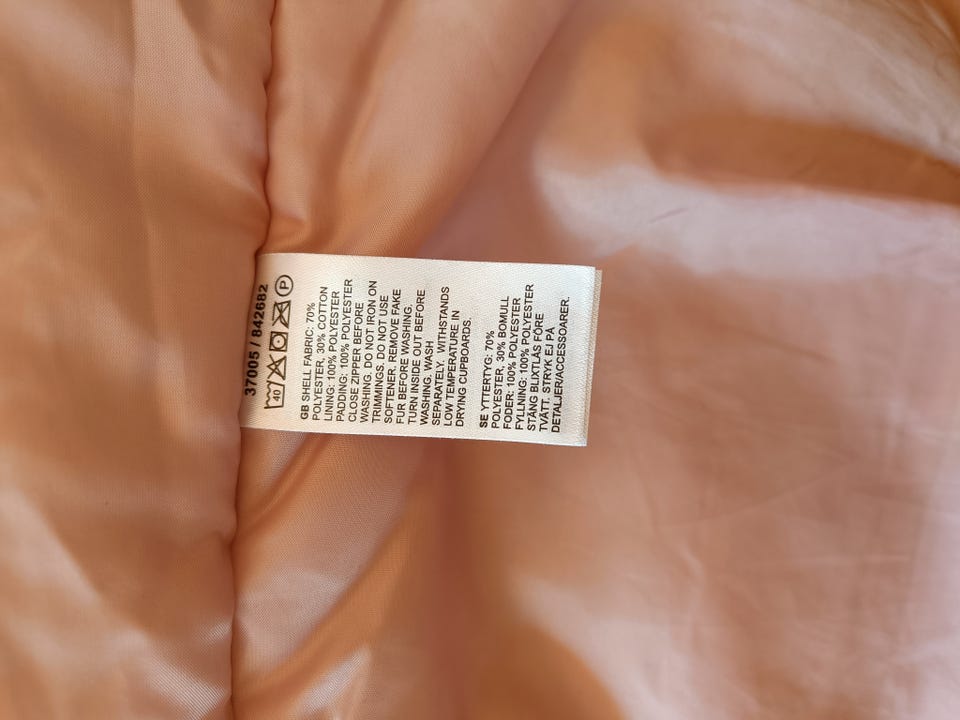 37005 / 842682
40 P
GB SHELL FABRIC: 70%
POLYESTER, 30% COTTON
LINING: 100% POLYESTER
PADDING: 100% POLYESTER
CLOSE ZIPPER BEFORE
WASHING. DO NOT IRON ON
TRIMMINGS. DO NOT USE
SOFTENER. REMOVE FAKE
FUR BEFORE WASHING.
TURN INSIDE OUT BEFORE
WASHING. WASH
SEPARATELY. WITHSTANDS
LOW TEMPERATURE IN
DRYING CUPBOARDS.
SE YTTERTYG: 70%
POLYESTER, 30% BOMULL
FODER: 100% POLYESTER
FYLLNING: 100% POLYESTER
STÄNG BLIXTLÅS FÖRE
TVÄTT. STRYK EJ PÅ
DETALJER/ACCESSOARER.